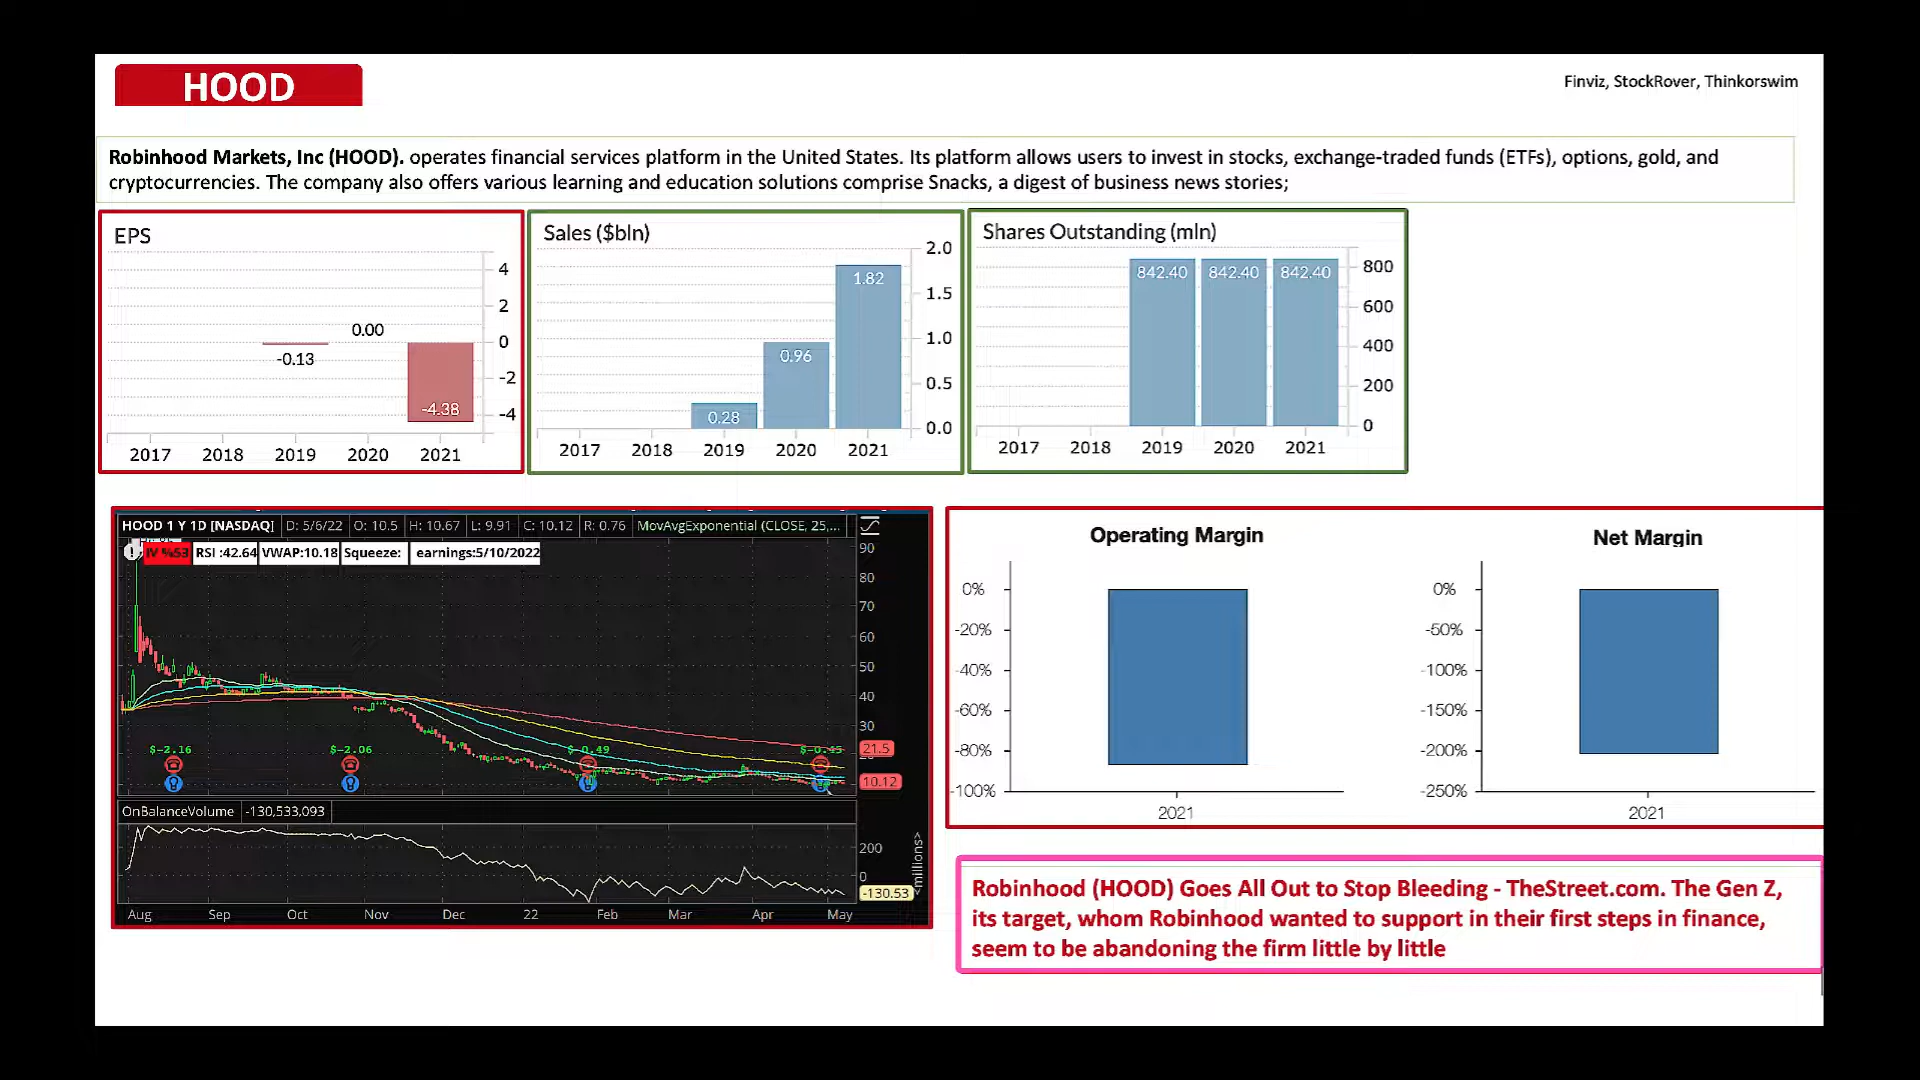 HOOD
Finviz, StockRover, Thinkorswim
Robinhood Markets, Inc (HOOD). operates financial services platform in the United States. Its platform allows users to invest in stocks, exchange-traded funds (ETFs), options, gold, and
cryptocurrencies. The company also offers various learning and education solutions comprise Snacks, a digest of business news stories;
EPS
4
2
0.00
0
-0.13
-2
-4.38
-4
2017 2018 2019 2020 2021
Sales ($bln)
2.0
1.82
1.5
1.0
0.96
0.5
0.28
0.0
2017 2018 2019 2020 2021
Shares Outstanding (mln)
842.40 842.40 842.40 800
600
400
200
0
2017 2018 2019 2020 2021
HOOD 1 Y 1D [NASDAQ] D: 5/6/22 O: 10.5 H: 10.67 L: 9.91 C: 10.12 R: 0.76 MovAvgExponential (CLOSE, 25,...
IV %53 RSI :42.64 VWAP:10.18 Squeeze: earnings:5/10/2022
90
80
70
60
50
40
30
$-2.16 $-2.06 $-0.49 $-0.45
21.5
10.12
OnBalanceVolume -130,533,093
200
0
-130.53
<millions>
Aug Sep Oct Nov Dec 22 Feb Mar Apr May
Operating Margin
0%
-20%
-40%
-60%
-80%
-100%
2021
Net Margin
0%
-50%
-100%
-150%
-200%
-250%
2021
Robinhood (HOOD) Goes All Out to Stop Bleeding - TheStreet.com. The Gen Z,
its target, whom Robinhood wanted to support in their first steps in finance,
seem to be abandoning the firm little by little